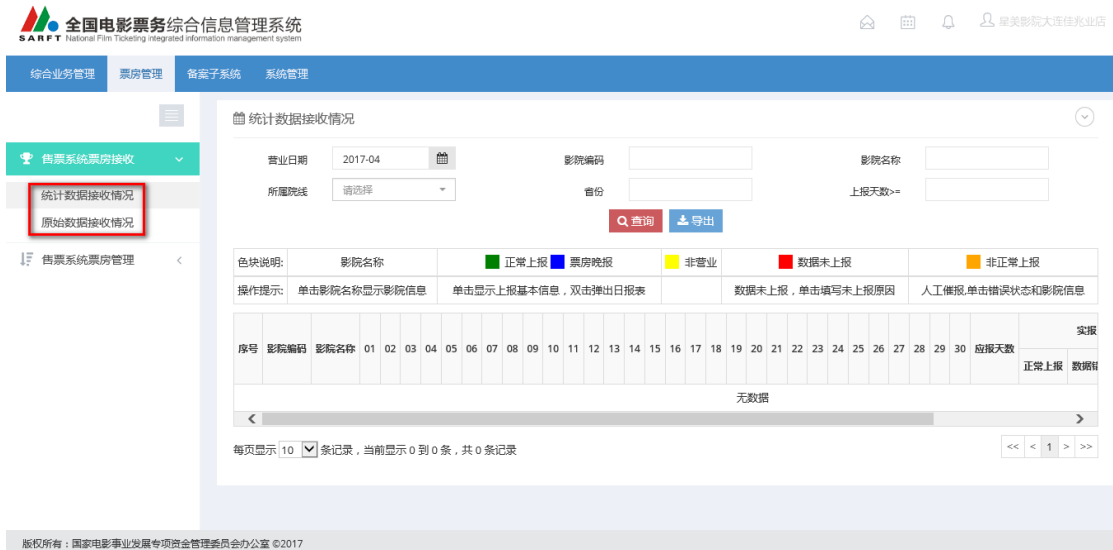 全国电影票务综合信息管理系统
SARFT National Film Ticketing integrated information management system
星美影院大连佳兆业店
综合业务管理 票房管理 备案子系统 系统管理
统计数据接收情况
售票系统票房接收
统计数据接收情况
原始数据接收情况
售票系统票房管理
营业日期 2017-04 影院编码 影院名称
所属院线 请选择 省份 上报天数>=
查询 导出
色块说明: 影院名称 正常上报 票房晚报 非营业 数据未上报 非正常上报
操作提示: 单击影院名称显示影院信息 单击显示上报基本信息，双击弹出日报表 数据未上报，单击填写未上报原因 人工催报,单击错误状态和影院信息
实报
序号 影院编码 影院名称 01 02 03 04 05 06 07 08 09 10 11 12 13 14 15 16 17 18 19 20 21 22 23 24 25 26 27 28 29 30 应报天数
正常上报 数据错
无数据
每页显示 10 条记录，当前显示 0 到 0 条，共 0 条记录
<< < 1 > >>
版权所有：国家电影事业发展专项资金管理委员会办公室 ©2017